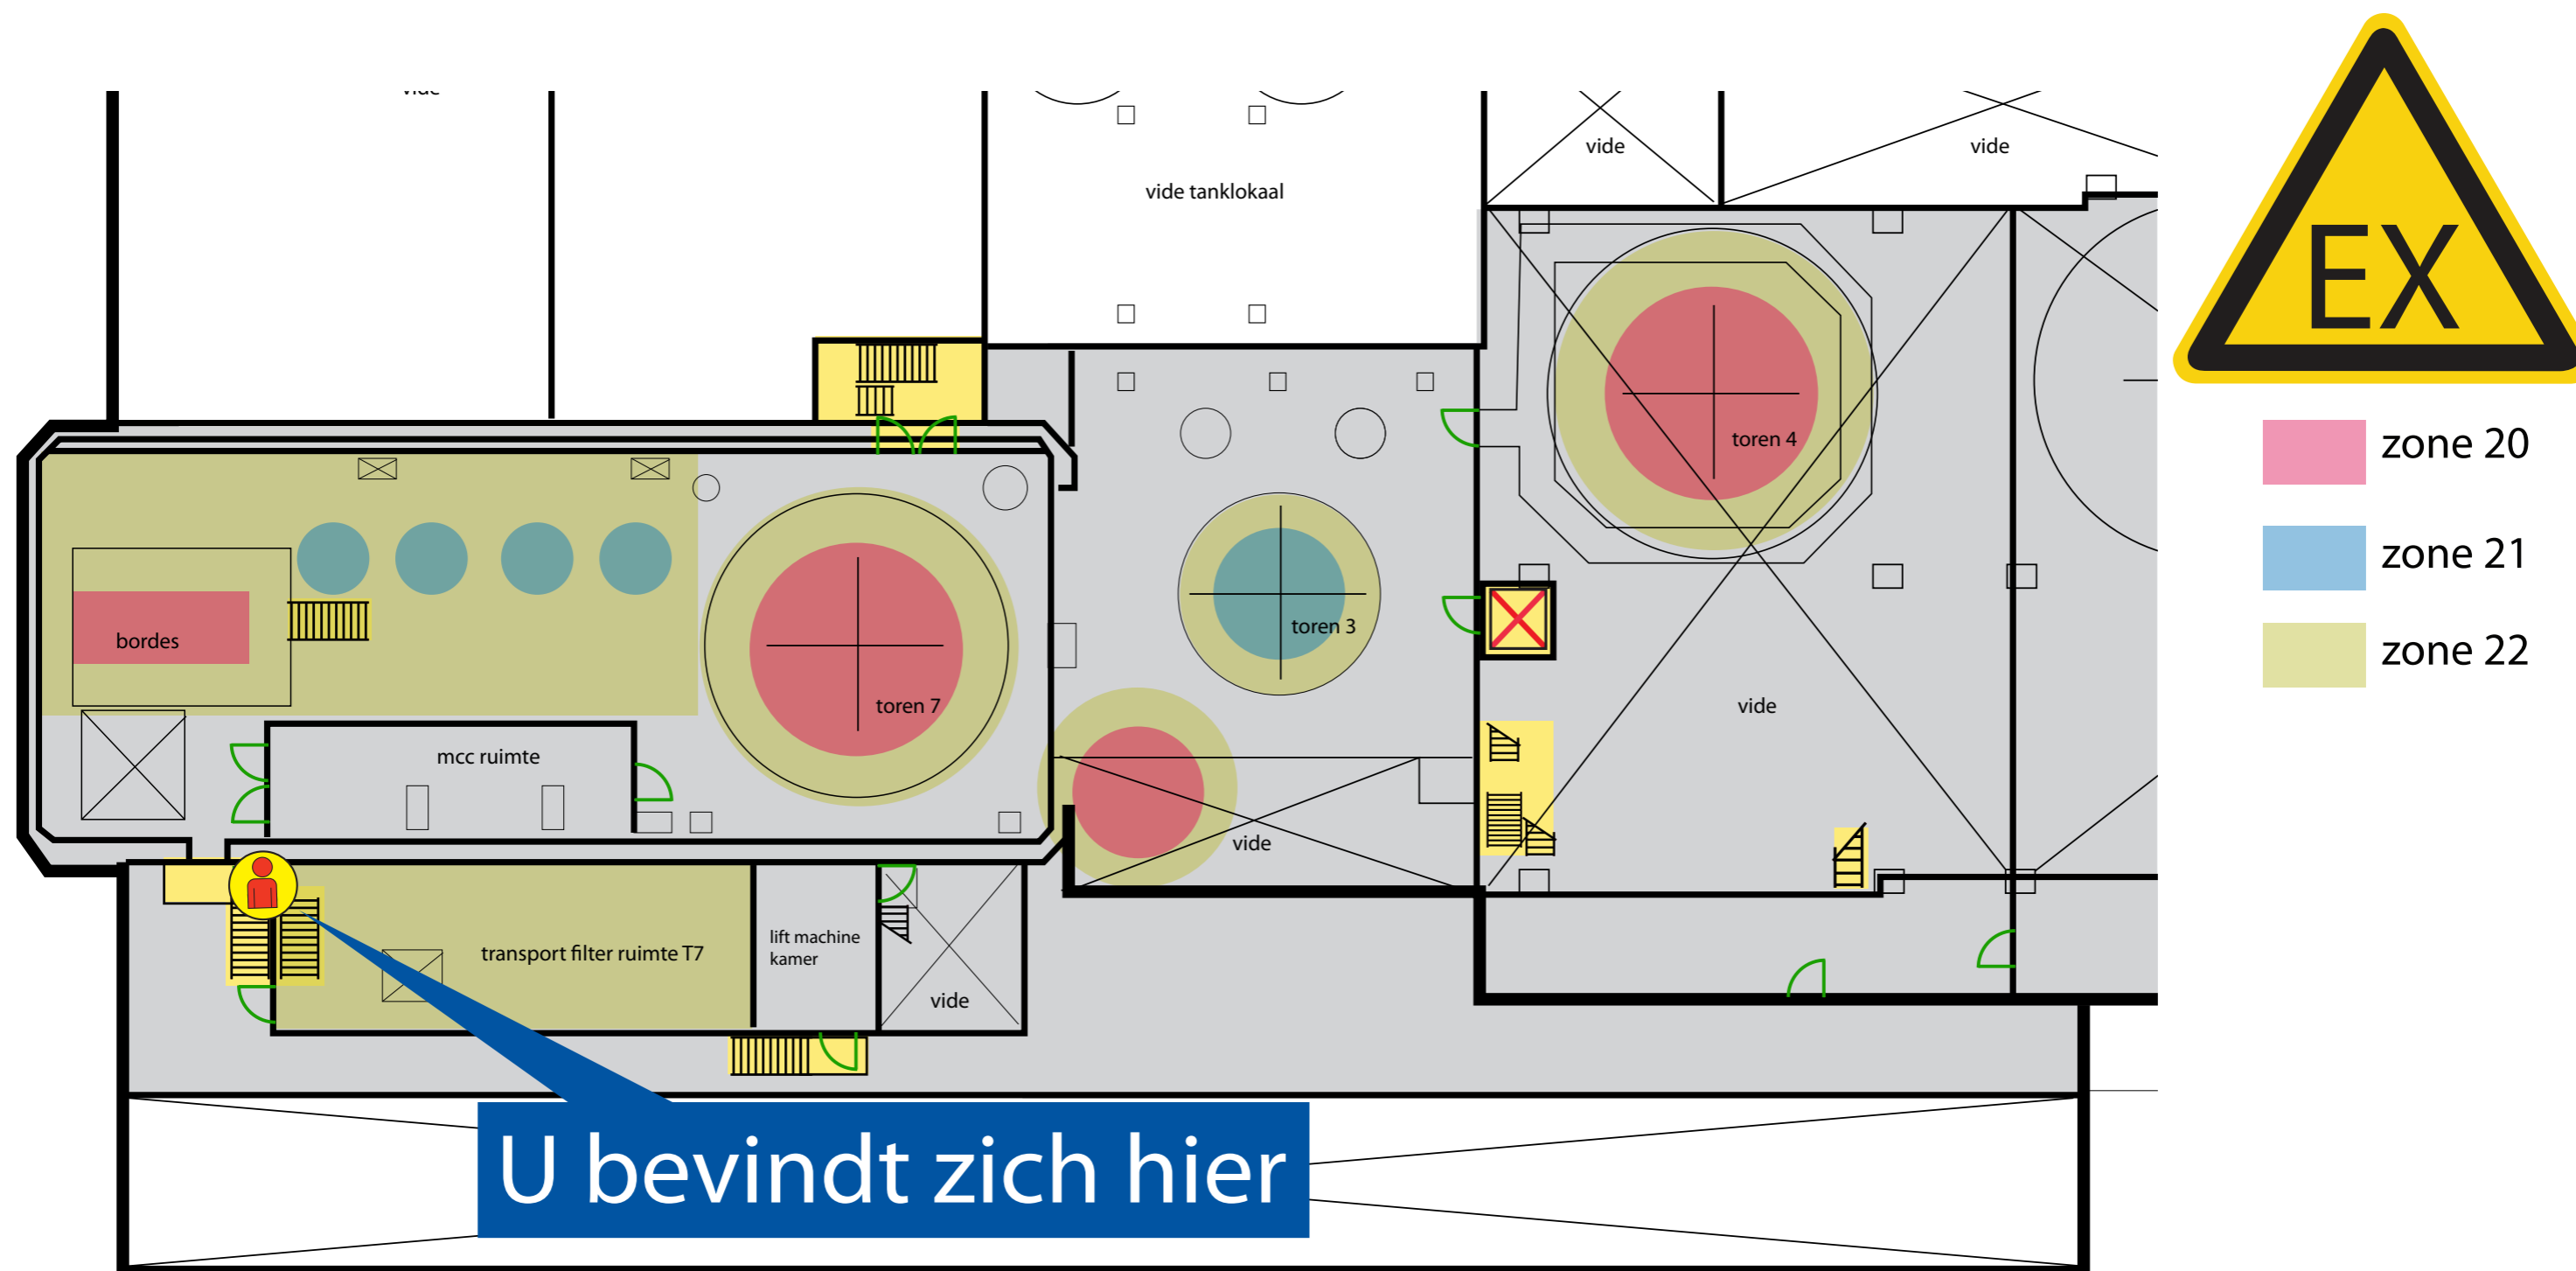 vide
vide
vide tanklokaal
EX
zone 20
zone 21
zone 22
toren 4
toren 3
bordes
toren 7
vide
mcc ruimte
vide
lift machine
kamer
transport filter ruimte T7
vide
U bevindt zich hier